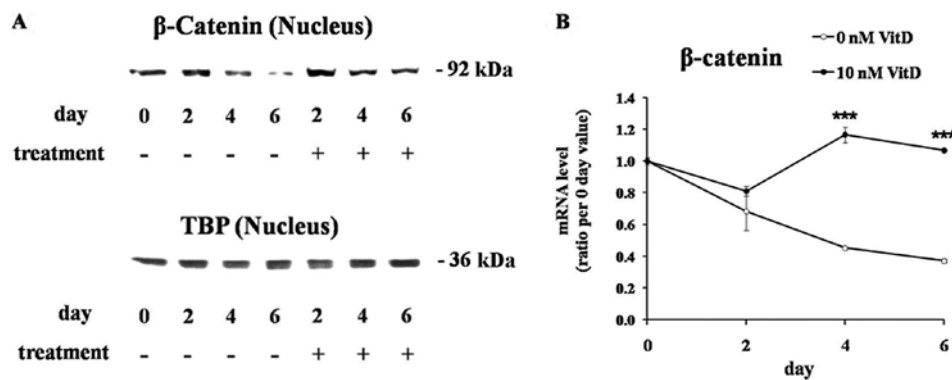 A
β-Catenin (Nucleus)
- 92 kDa
day 0 2 4 6 2 4 6
treatment - - - - + + +
TBP (Nucleus)
- 36 kDa
day 0 2 4 6 2 4 6
treatment - - - - + + +
B
0 nM VitD
10 nM VitD
β-catenin
mRNA level
(ratio per 0 day value)
1.4
1.2
1.0
0.8
0.6
0.4
0.2
0.0
***
***
0 2 4 6
day